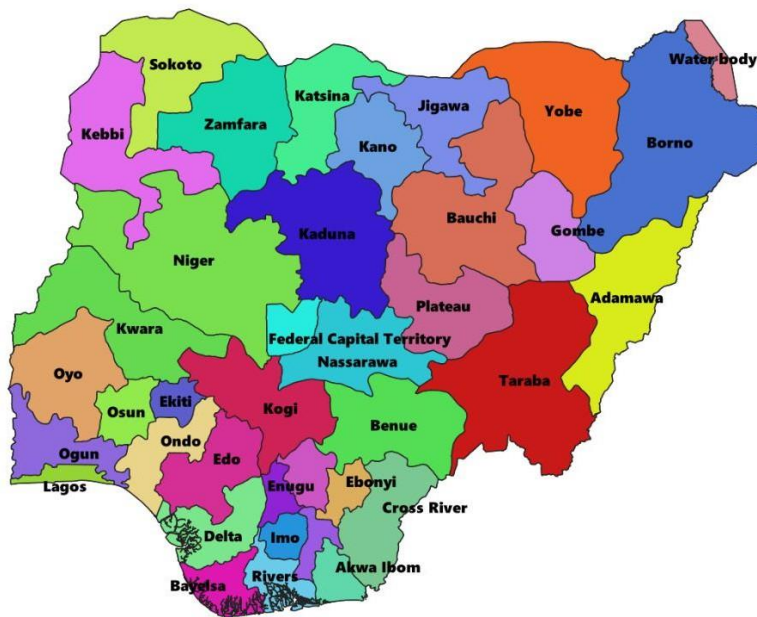 Sokoto
Water body
Katsina
Jigawa
Yobe
Kebbi
Zamfara
Kano
Borno
Bauchi
Gombe
Kaduna
Niger
Adamawa
Plateau
Kwara
Federal Capital Territory
Nassarawa
Oyo
Taraba
Ekiti
Osun
Kogi
Benue
Ondo
Ogun
Edo
Lagos
Enugu
Ebonyi
Cross River
Delta
Imo
Akwa Ibom
Rivers
Bayelsa